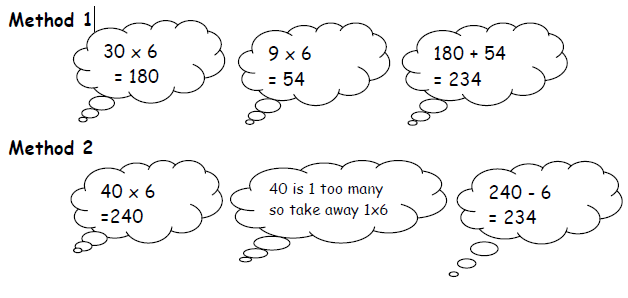 Method 1
30 x 6
= 180
9 x 6
= 54
180 + 54
= 234
Method 2
40 x 6
=240
40 is 1 too many
so take away 1x6
240 - 6
= 234